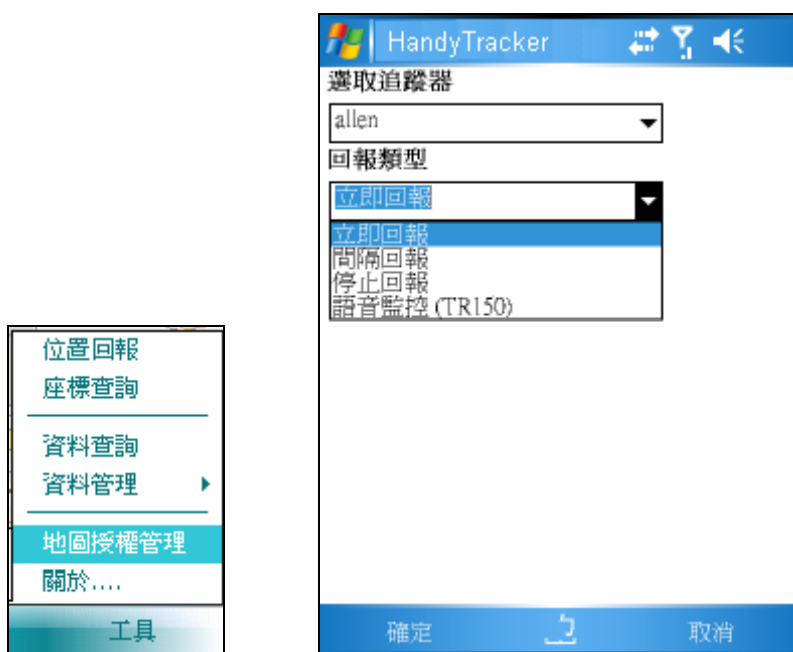 位置回報
座標查詢
資料查詢
資料管理
地圖授權管理
關於....
工具
HandyTracker
選取追蹤器
allen
回報類型
立即回報
立即回報
間隔回報
停止回報
語音監控 (TR150)
確定
取消